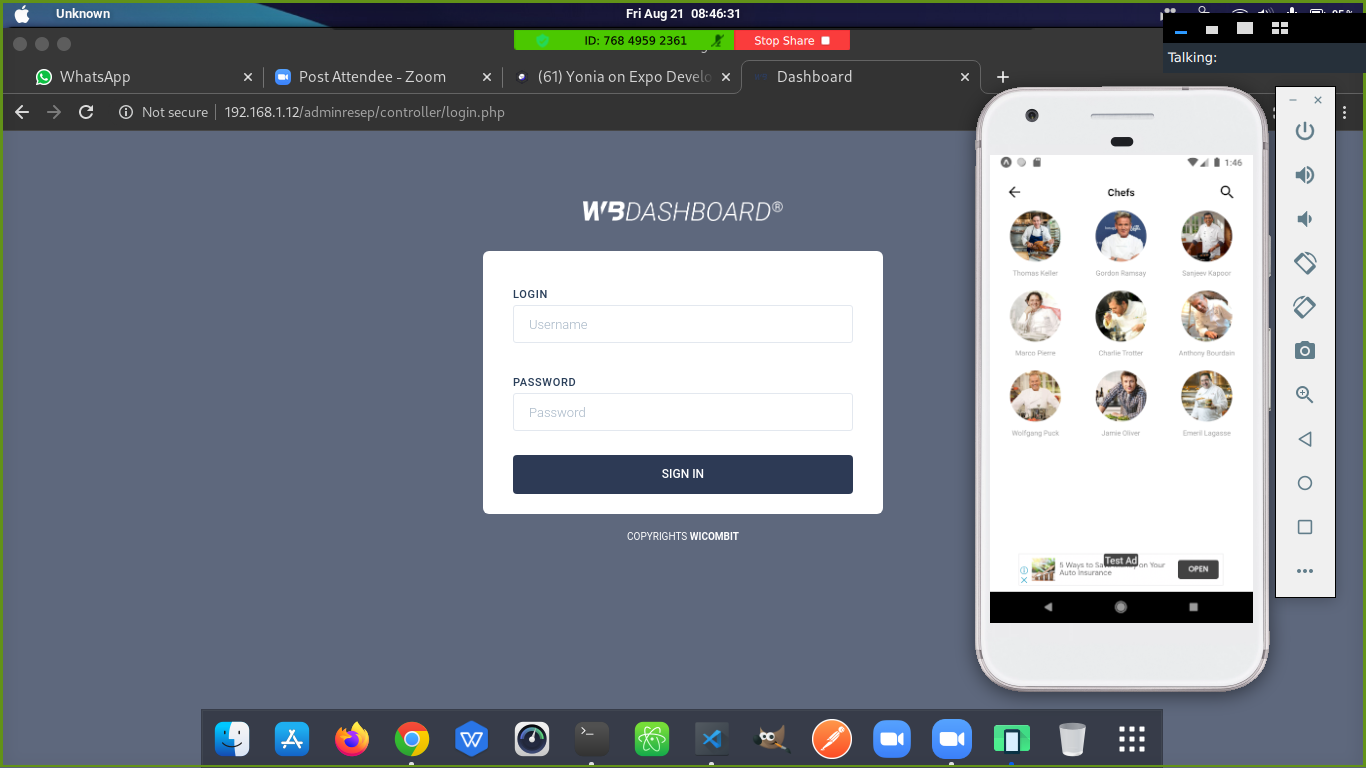 Unknown
Fri Aug 21 08:46:31
ID: 768 4959 2361
Stop Share
Talking:
WhatsApp
Post Attendee - Zoom
(61) Yonia on Expo Develo
Dashboard
Not secure
192.168.1.12/adminresep/controller/login.php
WBDASHBOARD®
LOGIN
Username
PASSWORD
Password
SIGN IN
COPYRIGHTS WICOMBIT
1:46
Chefs
Thomas Keller
Gordon Ramsay
Sanjeev Kapoor
Marco Pierre
Charlie Trotter
Anthony Bourdain
Wolfgang Puck
Jamie Oliver
Emeril Lagasse
Test Ad
5 Ways to Save on Your
Auto Insurance
OPEN